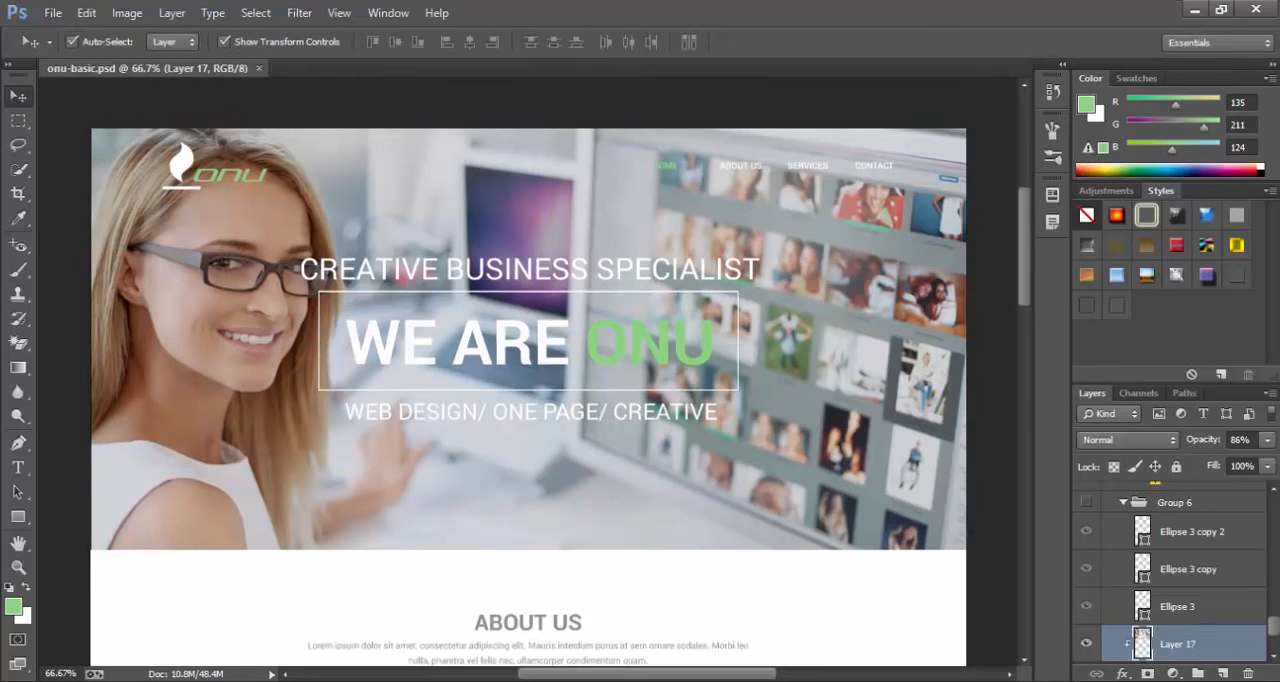 Ps File Edit Image Layer Type Select Filter View Window Help
Auto-Select: Layer Show Transform Controls Essentials
onu-basic.psd @ 66.7% (Layer 17, RGB/8) ×
Color Swatches
R 135
G 211
B 124
Adjustments Styles
onu
ABOUT US SERVICES CONTACT
CREATIVE BUSINESS SPECIALIST
WE ARE ONU
WEB DESIGN/ ONE PAGE/ CREATIVE
ABOUT US
Lorem ipsum dolor sit amet, consectetur adipiscing elit. Mauris interdum purus at sem ornare sodales. Morbi leo
nulla, pharetra vel felis nec, ullamcorper condimentum quam.
Layers Channels Paths
Kind
Normal Opacity: 86%
Lock: Fill: 100%
Group 6
Ellipse 3 copy 2
Ellipse 3 copy
Ellipse 3
Layer 17
66.67% Doc: 10.8M/48.4M